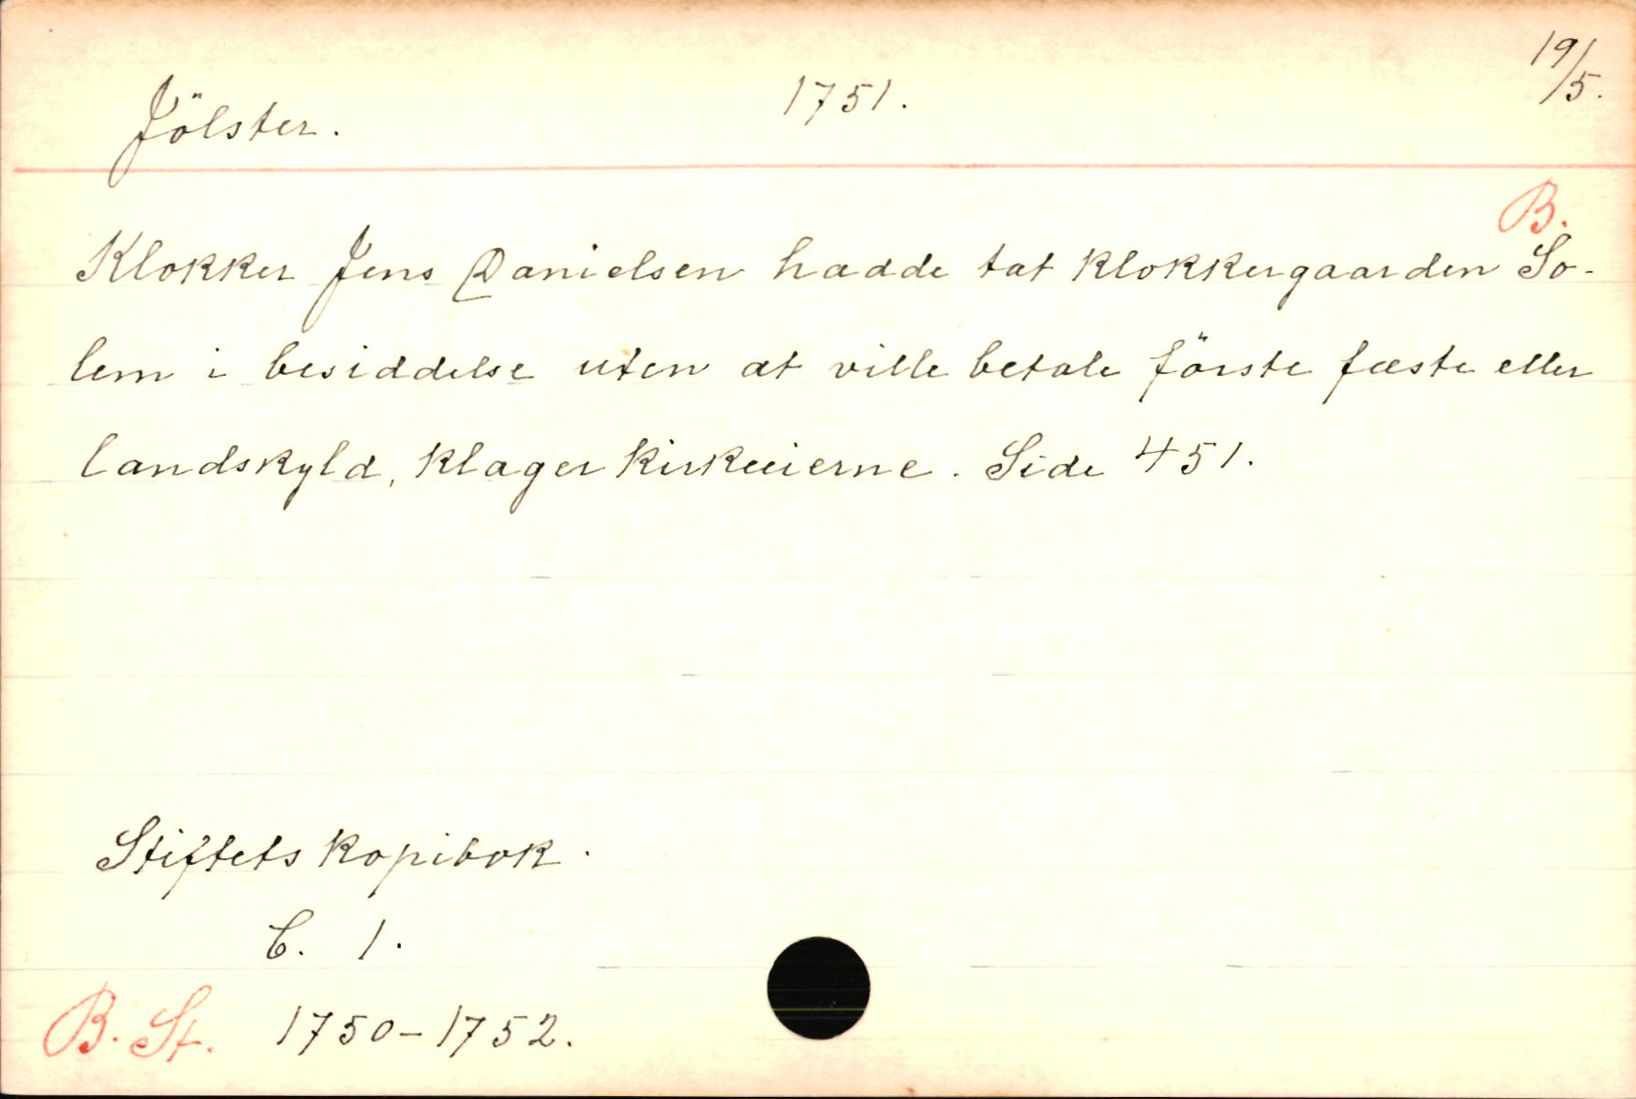 Jölster.
1751.
19/5.
B.
Klokker Jens Danielsen hadde tat klokkergaarden So-
lem i besiddelse uten at ville betale förste fæste eller
landskyld, klager kirkeeierne. Side 451.
Stiftets kopibok.
C. 1.
B. St. 1750-1752.